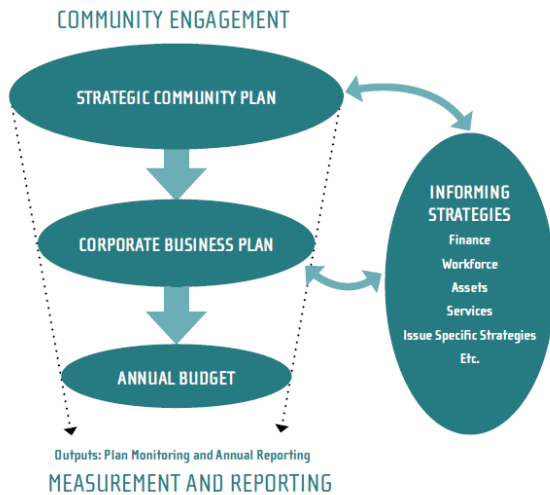 COMMUNITY ENGAGEMENT
STRATEGIC COMMUNITY PLAN
CORPORATE BUSINESS PLAN
ANNUAL BUDGET
INFORMING
STRATEGIES
Finance
Workforce
Assets
Services
Issue Specific Strategies
Etc.
Outputs: Plan Monitoring and Annual Reporting
MEASUREMENT AND REPORTING